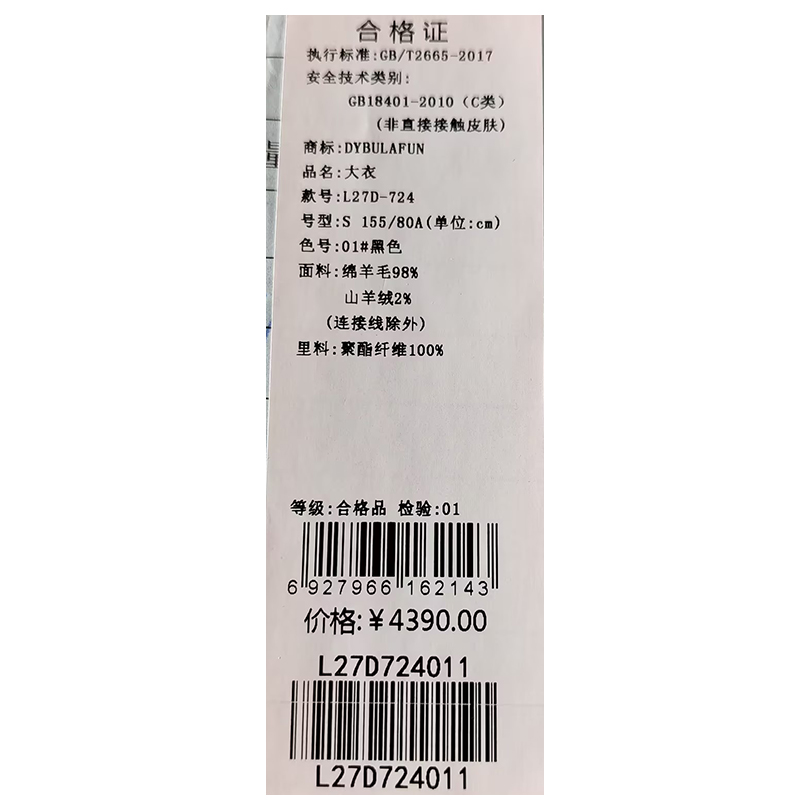 合格证
执行标准:GB/T2665-2017
安全技术类别:
GB18401-2010（C类）
(非直接接触皮肤)
商标:DYBULAFUN
品名:大衣
款号:L27D-724
号型:S 155/80A(单位:cm)
色号:01#黑色
面料:绵羊毛98%
山羊绒2%
(连接线除外)
里料:聚酯纤维100%
等级:合格品 检验:01
6 927966 162143
价格:￥4390.00
L27D724011
L27D724011